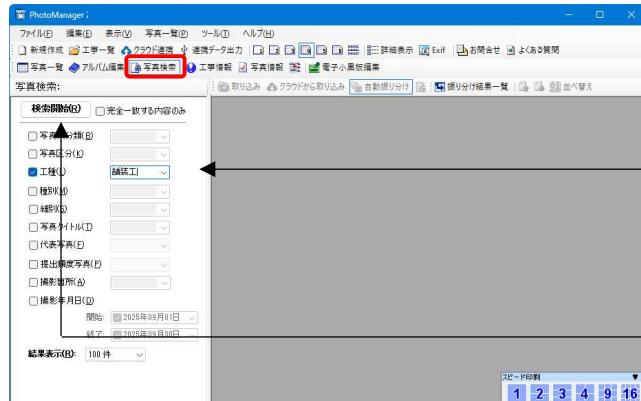 PhotoManager
ファイル(F) 編集(E) 表示(V) 写真一覧(P) ツール(T) ヘルプ(H)
新規作成 工事一覧 クラウド連携 連携データ出力 詳細表示 Exif お問合せ よくある質問
写真一覧 アルバム編集 写真検索 工事情報 写真情報 電子小黒板編集
写真検索:
取り込み クラウドから取り込み 自動振り分け 振り分け結果一覧 並べ替え
検索開始(R) 完全一致する内容のみ
写真 分類(B)
写真区分(K)
工種(L) 舗装工
種別(M)
細別(S)
写真タイトル(T)
代表写真(F)
提出頻度写真(P)
撮影箇所(A)
撮影年月日(D)
開始: 2025年09月01日
終了: 2025年09月30日
結果表示(R): 100 件
スピード印刷
1 2 3 4 9 16